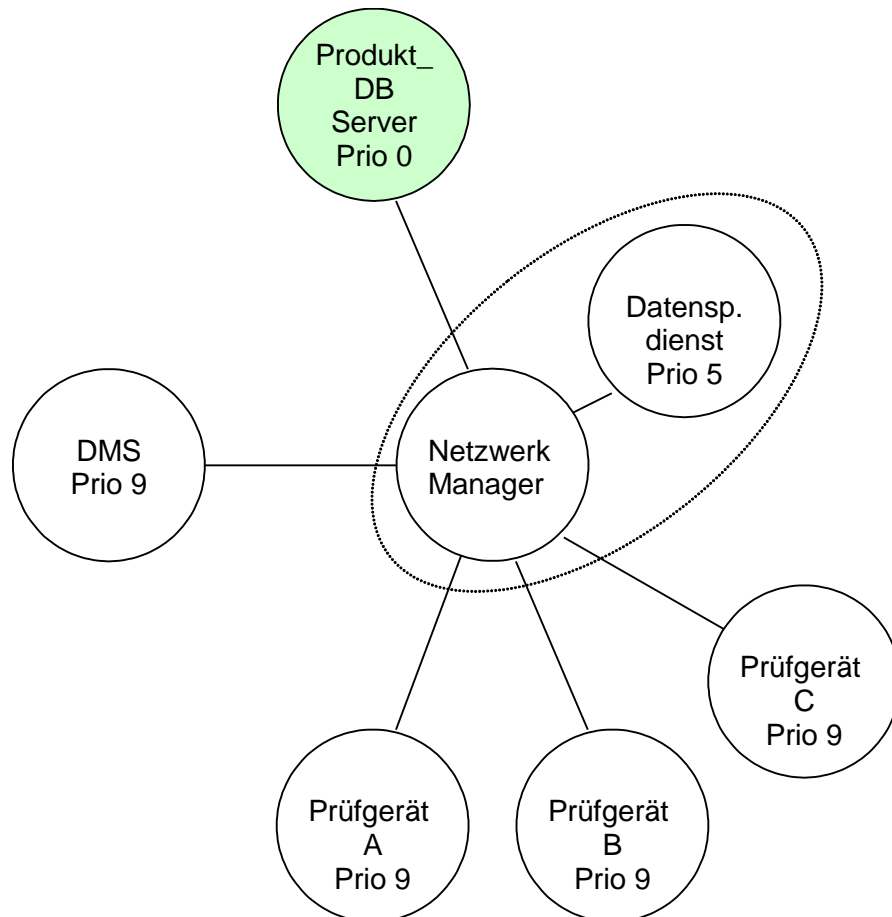 Produkt_
DB
Server
Prio 0
Datensp.
dienst
Prio 5
DMS
Prio 9
Netzwerk
Manager
Prüfgerät
C
Prio 9
Prüfgerät
A
Prio 9
Prüfgerät
B
Prio 9